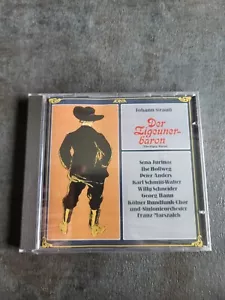 Johann Strauß
Der
Zigeuner-
baron
Sena Jurinac
Ilse Hollweg
Peter Anders
Karl Schmitt-Walter
Willy Schneider
Georg Hann
Kölner Rundfunk-Chor
und -Sinfonieorchester
Franz Marszalek